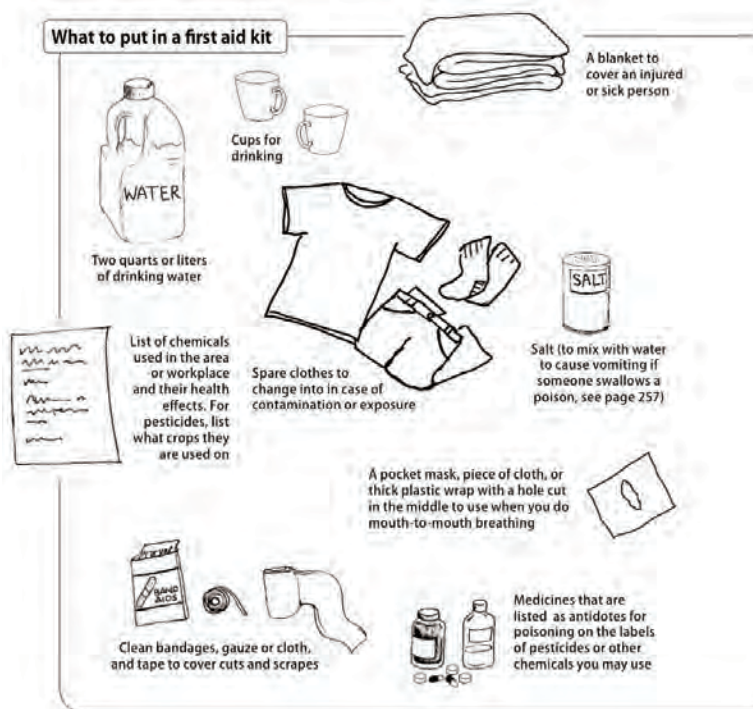 What to put in a first aid kit
A blanket to
cover an injured
or sick person
Cups for
drinking
WATER
Two quarts or liters
of drinking water
SALT
Salt (to mix with water
to cause vomiting if
someone swallows a
poison, see page 257)
List of chemicals
used in the area
or workplace
and their health
effects. For
pesticides, list
what crops they
are used on
Spare clothes to
change into in case of
contamination or exposure
A pocket mask, piece of cloth, or
thick plastic wrap with a hole cut
in the middle to use when you do
mouth-to-mouth breathing
BAND
AIDS
Clean bandages, gauze or cloth,
and tape to cover cuts and scrapes
Medicines that are
listed as antidotes for
poisoning on the labels
of pesticides or other
chemicals you may use